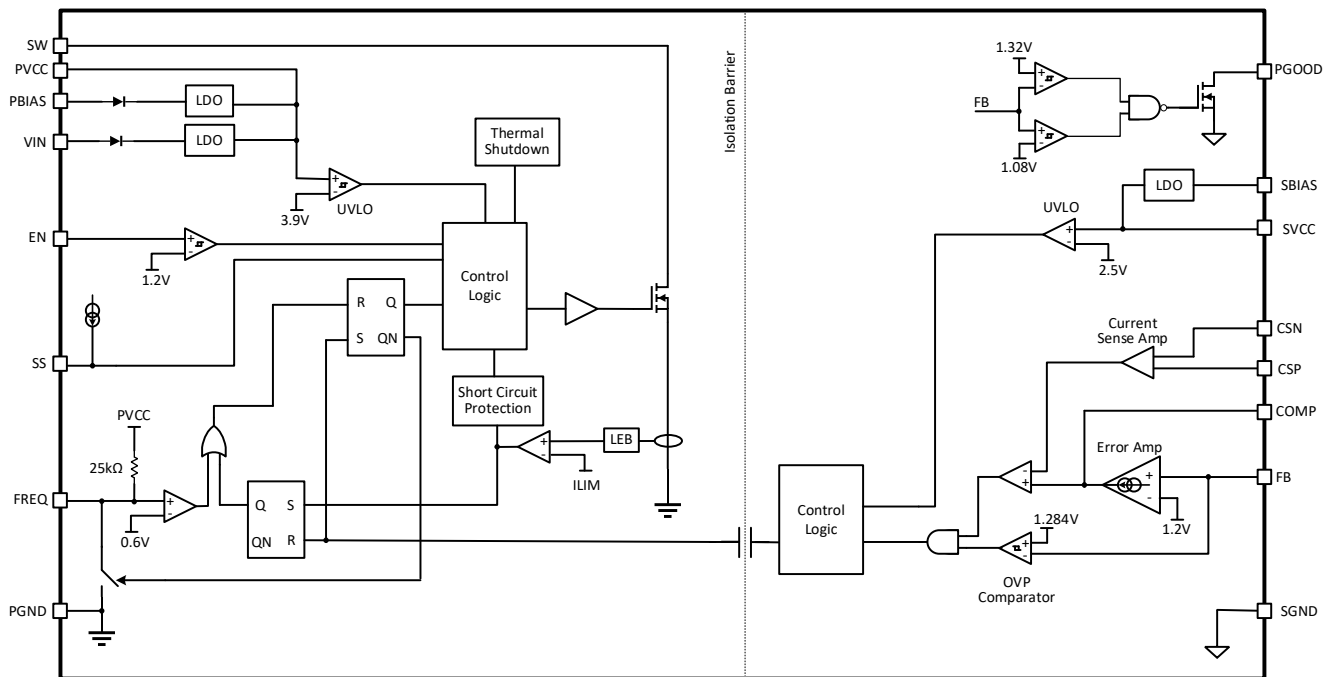 SW
PVCC
PBIAS
LDO
VIN
LDO
Thermal
Shutdown
3.9V
UVLO
EN
1.2V
Control
Logic
R
Q
S
QN
SS
Short Circuit
Protection
PVCC
25kΩ
LEB
ILIM
FREQ
0.6V
Q
S
QN
R
PGND
Isolation Barrier
1.32V
FB
1.08V
PGOOD
LDO
SBIAS
UVLO
SVCC
2.5V
Current
Sense Amp
CSN
CSP
COMP
Error Amp
FB
1.2V
Control
Logic
1.284V
OVP
Comparator
SGND